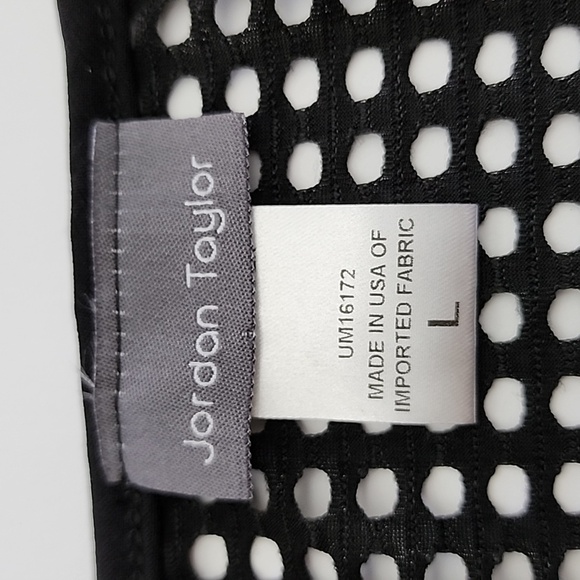 Jordan Taylor
UM16172
MADE IN USA OF
IMPORTED FABRIC
L